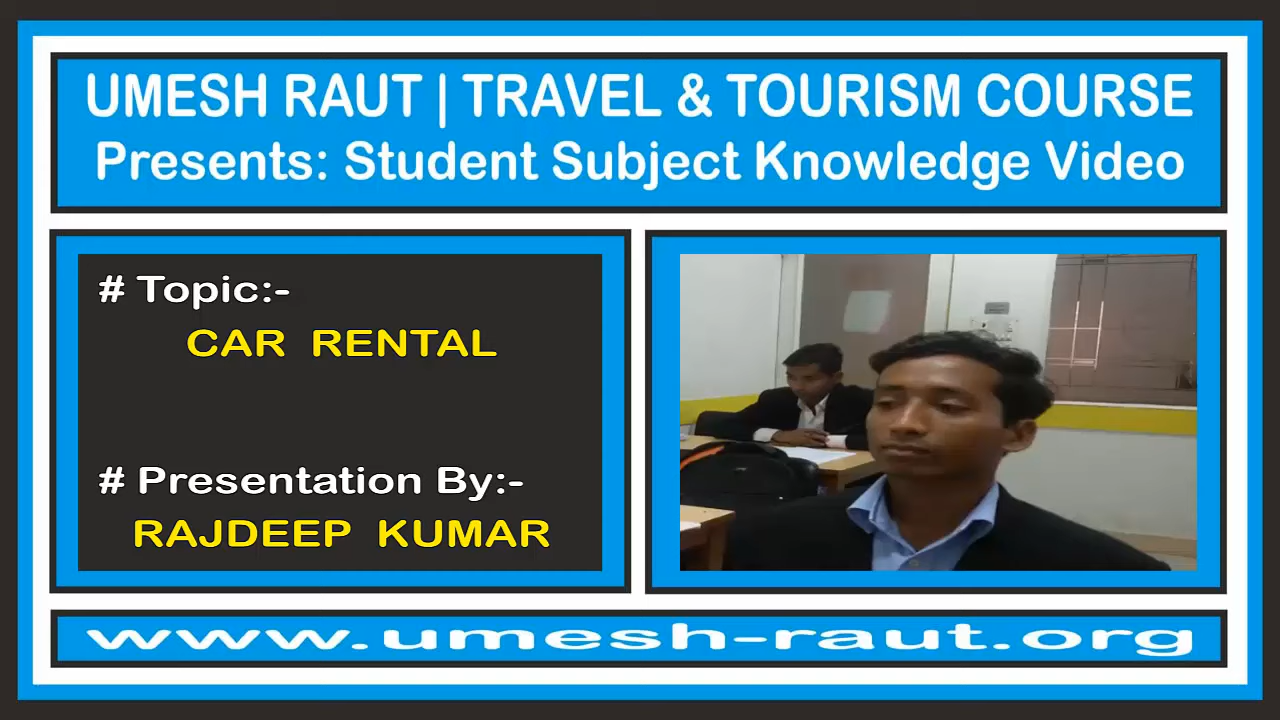 UMESH RAUT | TRAVEL & TOURISM COURSE
Presents: Student Subject Knowledge Video
# Topic:-
CAR RENTAL
# Presentation By:-
RAJDEEP KUMAR
www.umesh-raut.org